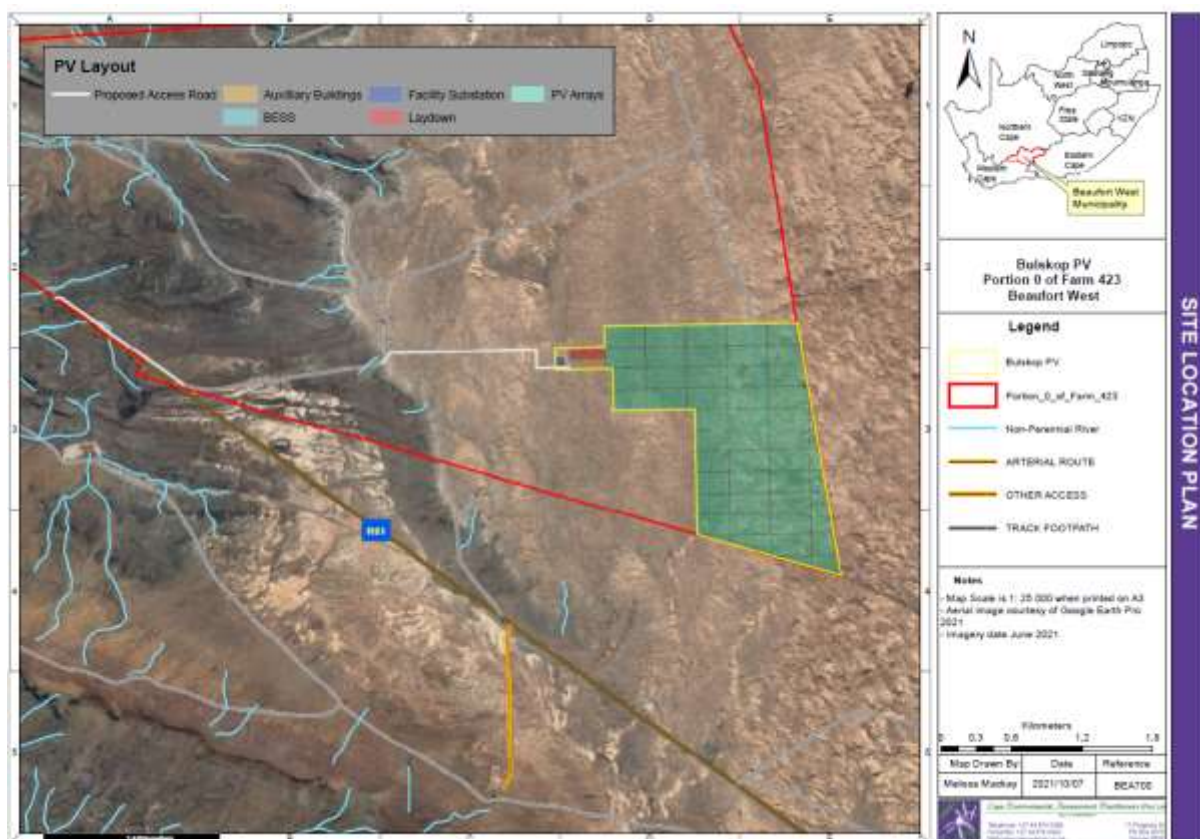 A B C D E
PV Layout
Proposed Access Road Auxilliary Buildings Facility Substation PV Arrays
BESS Laydown
1
2
3
4
5
N
Limpopo
North West
Free State
KZN
Northern Cape
Eastern Cape
Western Cape
Beaufort West
Municipality
Bulskop PV
Portion 0 of Farm 423
Beaufort West
Legend
Bulskop PV
Portion_0_of_Farm_423
Non-Perennial River
ARTERIAL ROUTE
OTHER ACCESS
TRACK FOOTPATH
Notes
- Map Scale is 1: 25 000 when printed on A3
- Aerial image courtesy of Google Earth Pro
2021
- Imagery date June 2021
Kilometers
0 0.3 0.6 1.2 1.8
Map Drawn By: Date Reference
Melissa Mackay 2021/10/07
SITE LOCATION PLAN